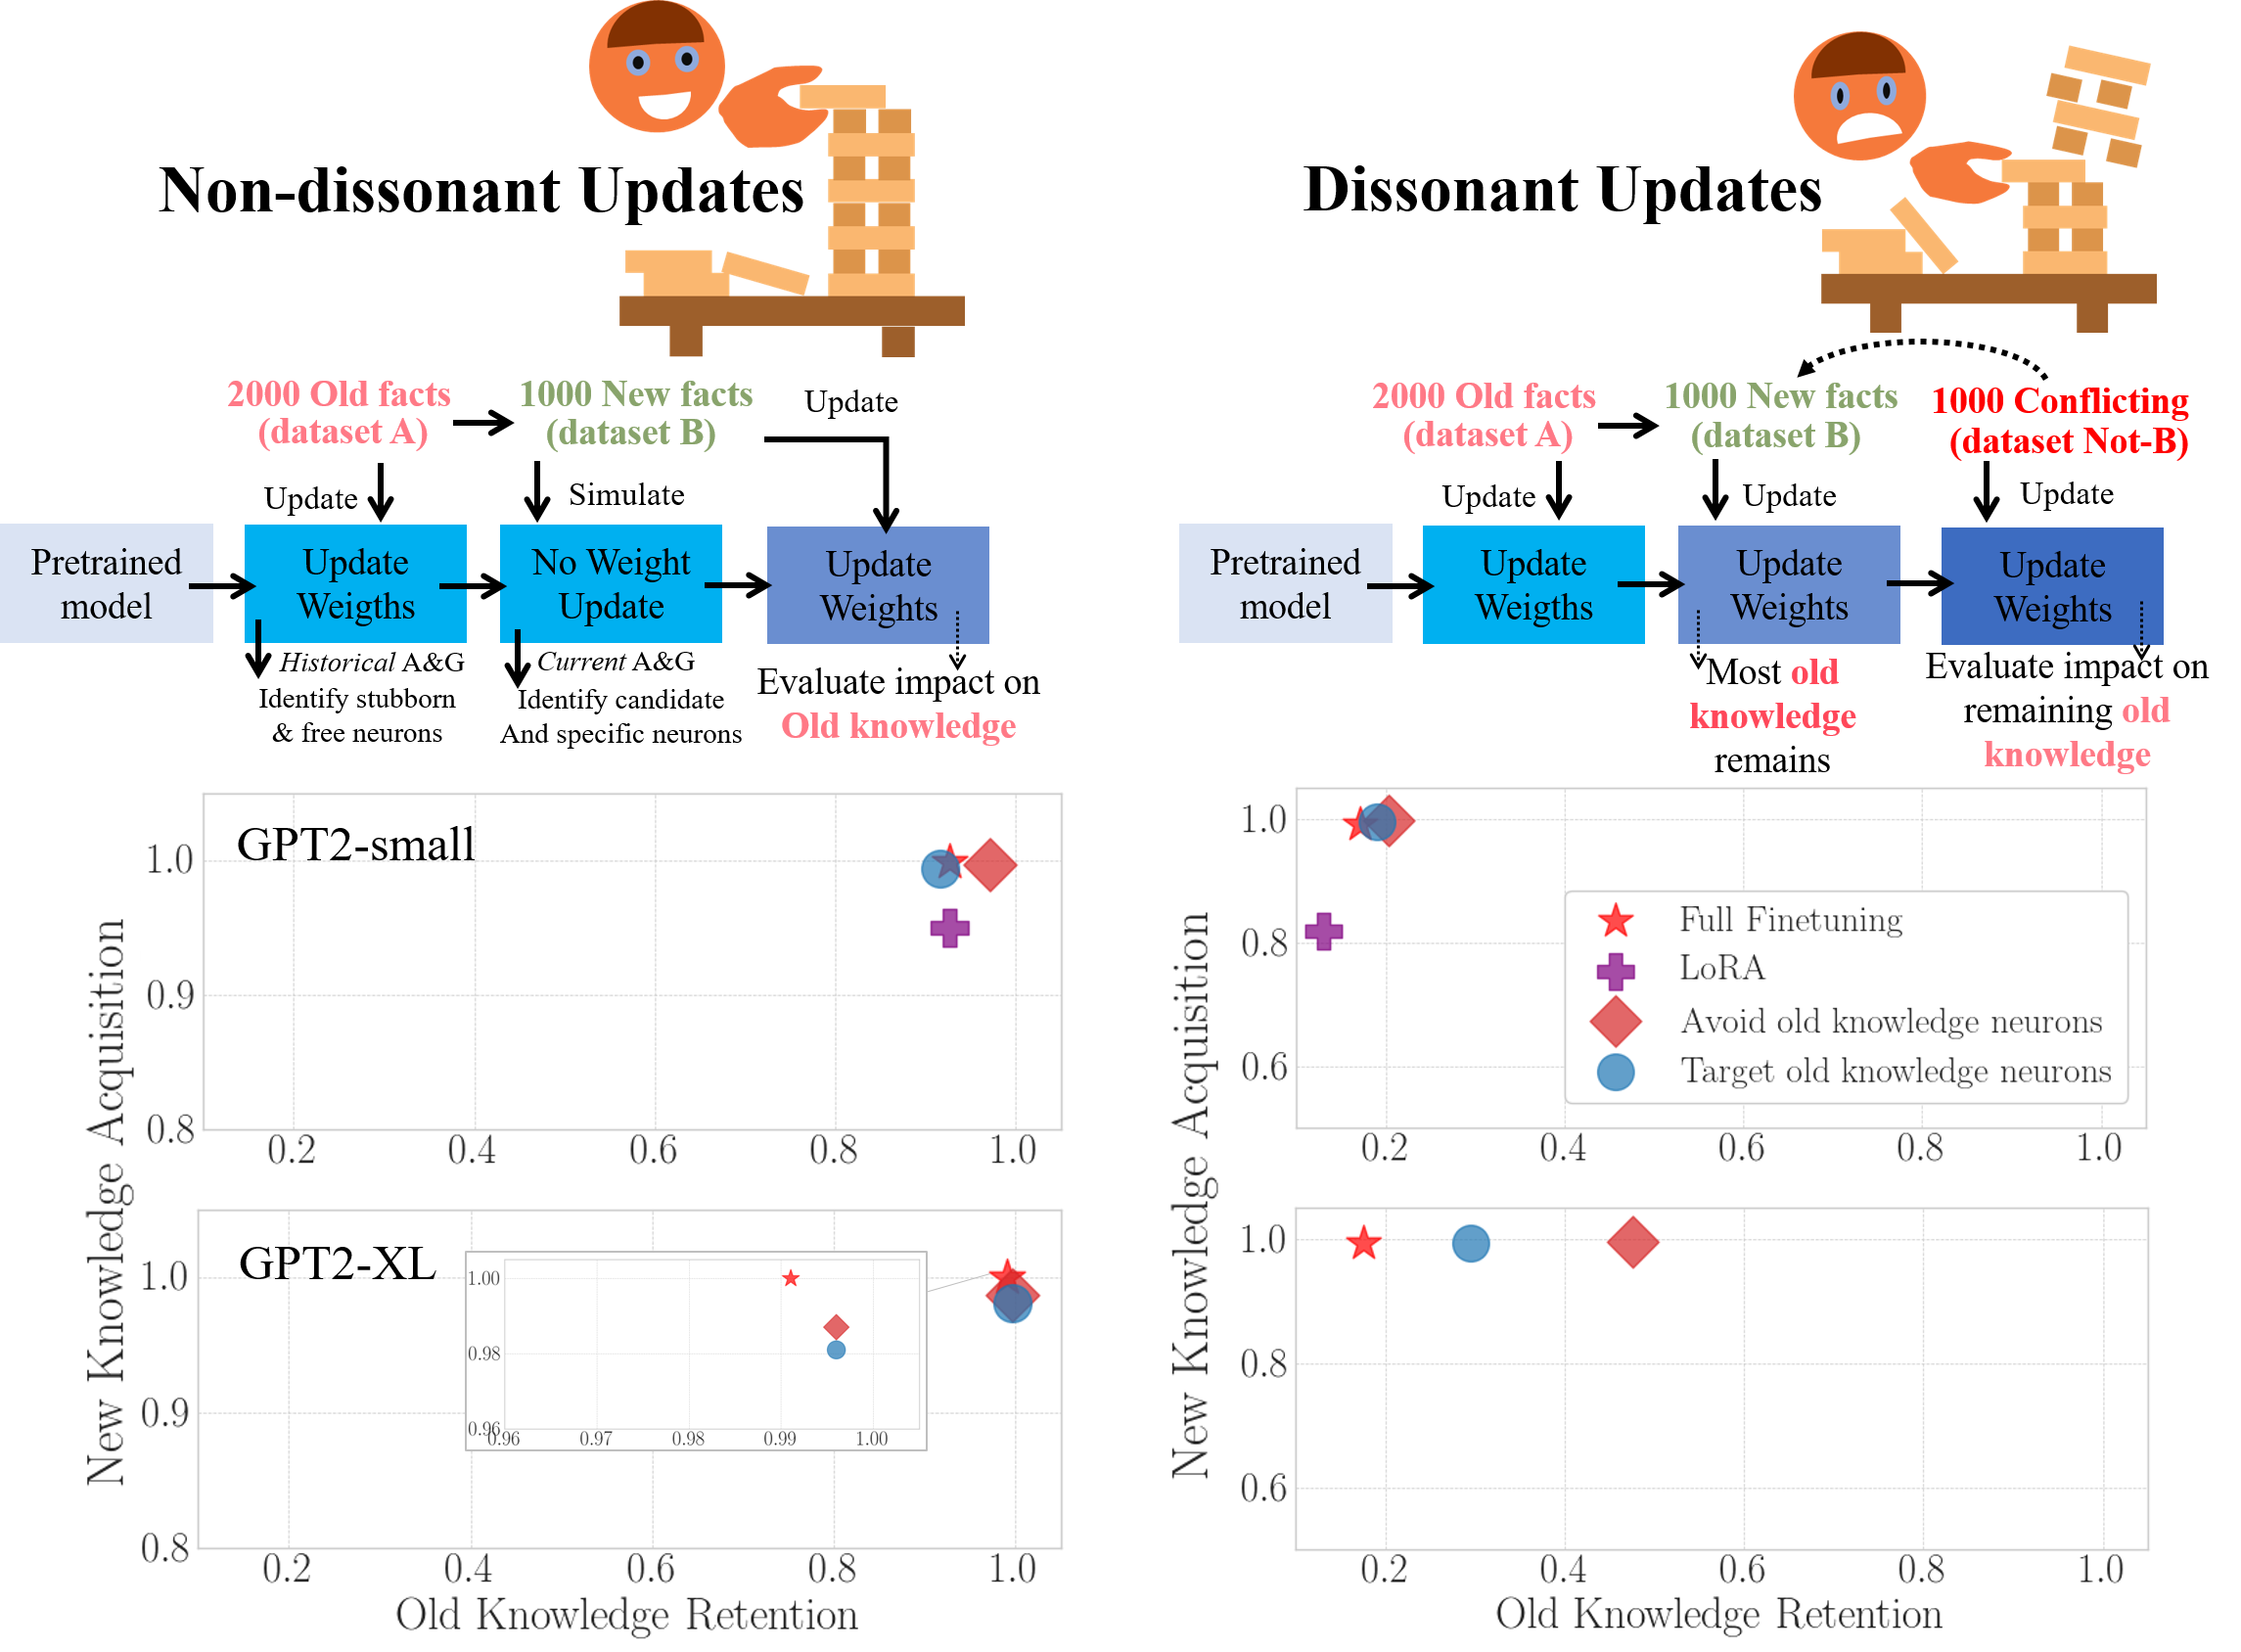 Non-dissonant Updates
2000 Old facts
(dataset A)
1000 New facts
(dataset B)
Update
Update
Simulate
Pretrained
model
Update
Weigths
No Weight
Update
Update
Weights
Historical A&G
Identify stubborn
& free neurons
Current A&G
Identify candidate
And specific neurons
Evaluate impact on
Old knowledge
Dissonant Updates
2000 Old facts
(dataset A)
1000 New facts
(dataset B)
1000 Conflicting
(dataset Not-B)
Update
Update
Update
Pretrained
model
Update
Weigths
Update
Weights
Update
Weights
Most old
knowledge
remains
Evaluate impact on
remaining old
knowledge
New Knowledge Acquisition
GPT2-small
1.0
0.9
0.8
0.2 0.4 0.6 0.8 1.0
GPT2-XL
1.0
0.9
0.8
1.00
0.98
0.96
0.96 0.97 0.98 0.99 1.00
0.2 0.4 0.6 0.8 1.0
Old Knowledge Retention
New Knowledge Acquisition
1.0
0.8
0.6
Full Finetuning
LoRA
Avoid old knowledge neurons
Target old knowledge neurons
0.2 0.4 0.6 0.8 1.0
1.0
0.8
0.6
0.2 0.4 0.6 0.8 1.0
Old Knowledge Retention